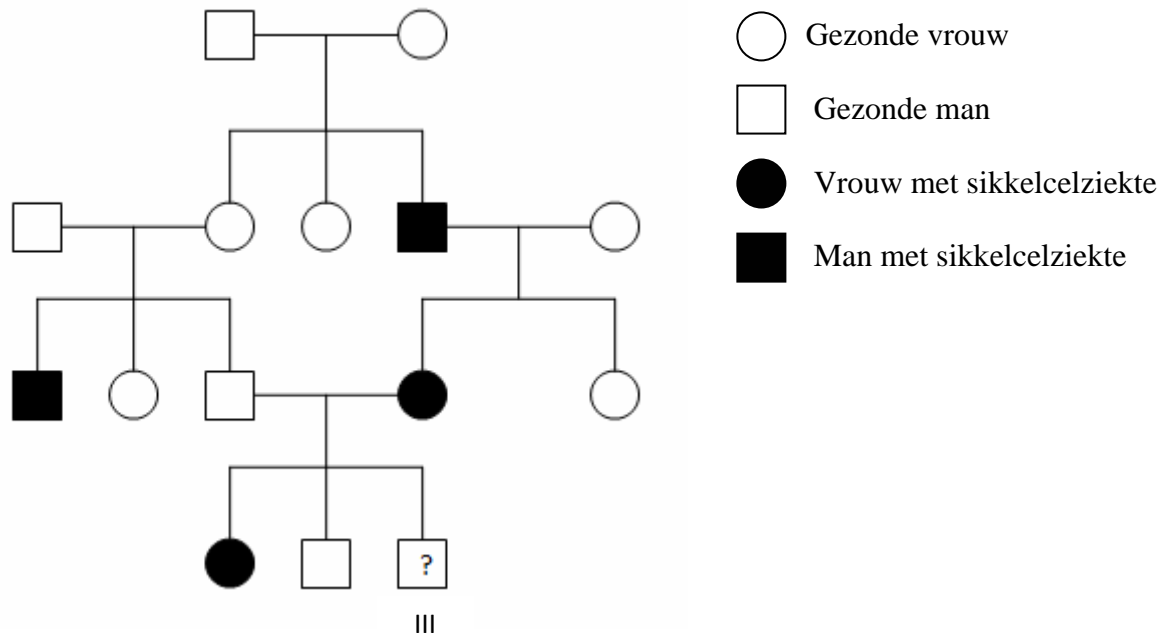 Gezonde vrouw
Gezonde man
Vrouw met sikkelcelziekte
Man met sikkelcelziekte
?
III